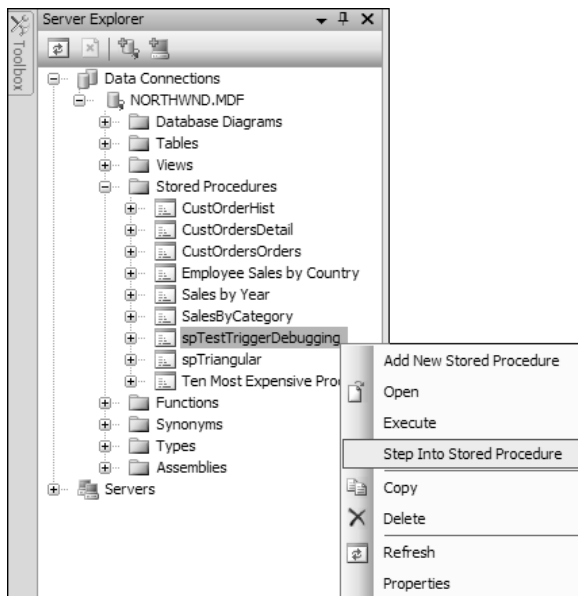 Server Explorer
Toolbox
Data Connections
NORTHWND.MDF
Database Diagrams
Tables
Views
Stored Procedures
CustOrderHist
CustOrdersDetail
CustOrdersOrders
Employee Sales by Country
Sales by Year
SalesByCategory
spTestTriggerDebugging
spTriangular
Ten Most Expensive Pro
Functions
Synonyms
Types
Assemblies
Servers
Add New Stored Procedure
Open
Execute
Step Into Stored Procedure
Copy
Delete
Refresh
Properties